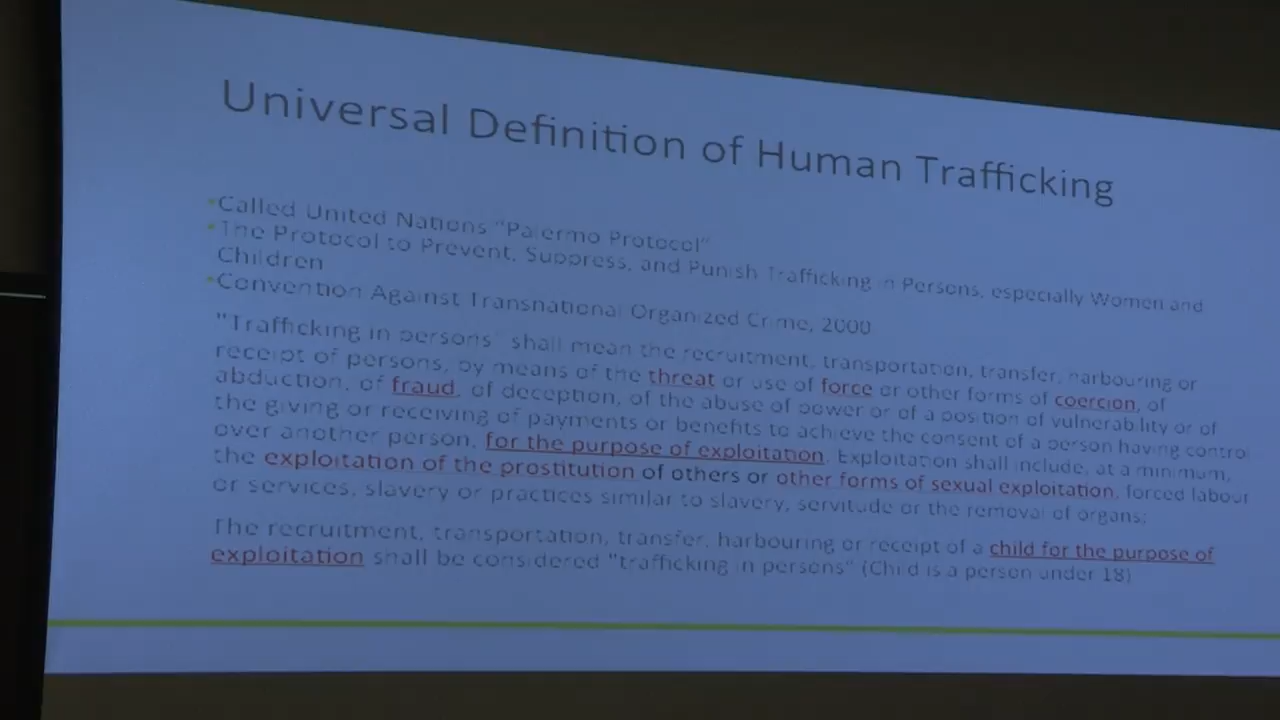 Universal Definition of Human Trafficking
•Called United Nations "Palermo Protocol"
•The Protocol to Prevent, Suppress, and Punish Trafficking in Persons, especially Women and
Children
•Convention Against Transnational Organized Crime, 2000
"Trafficking in persons" shall mean the recruitment, transportation, transfer, harbouring or
receipt of persons, by means of the threat or use of force or other forms of coercion, of
abduction, of fraud, of deception, of the abuse of power or of a position of vulnerability or of
the giving or receiving of payments or benefits to achieve the consent of a person having control
over another person, for the purpose of exploitation. Exploitation shall include, at a minimum,
the exploitation of the prostitution of others or other forms of sexual exploitation, forced labour
or services, slavery or practices similar to slavery, servitude or the removal of organs;
The recruitment, transportation, transfer, harbouring or receipt of a child for the purpose of
exploitation shall be considered "trafficking in persons" (Child is a person under 18)